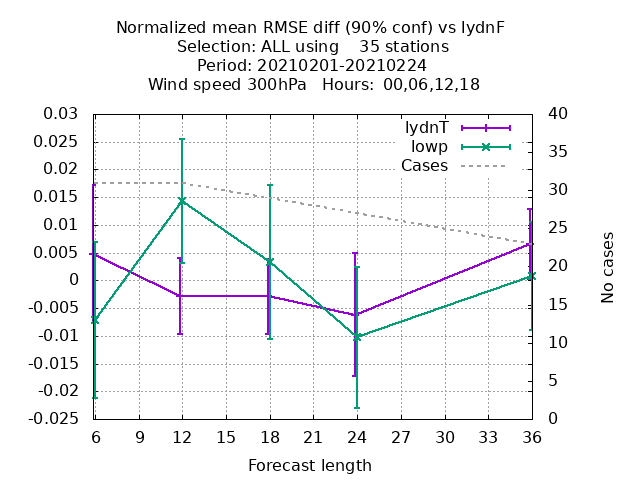 Normalized mean RMSE diff (90% conf) vs IydnF
Selection: ALL using    35 stations
Period: 20210201-20210224
Wind speed 300hPa   Hours:  00,06,12,18
0.03
0.025
0.02
0.015
0.01
0.005
0
-0.005
-0.01
-0.015
-0.02
-0.025
IydnT
Iowp
Cases
40
35
30
25
20
15
10
5
0
No cases
6 9 12 15 18 21 24 27 30 33 36
Forecast length